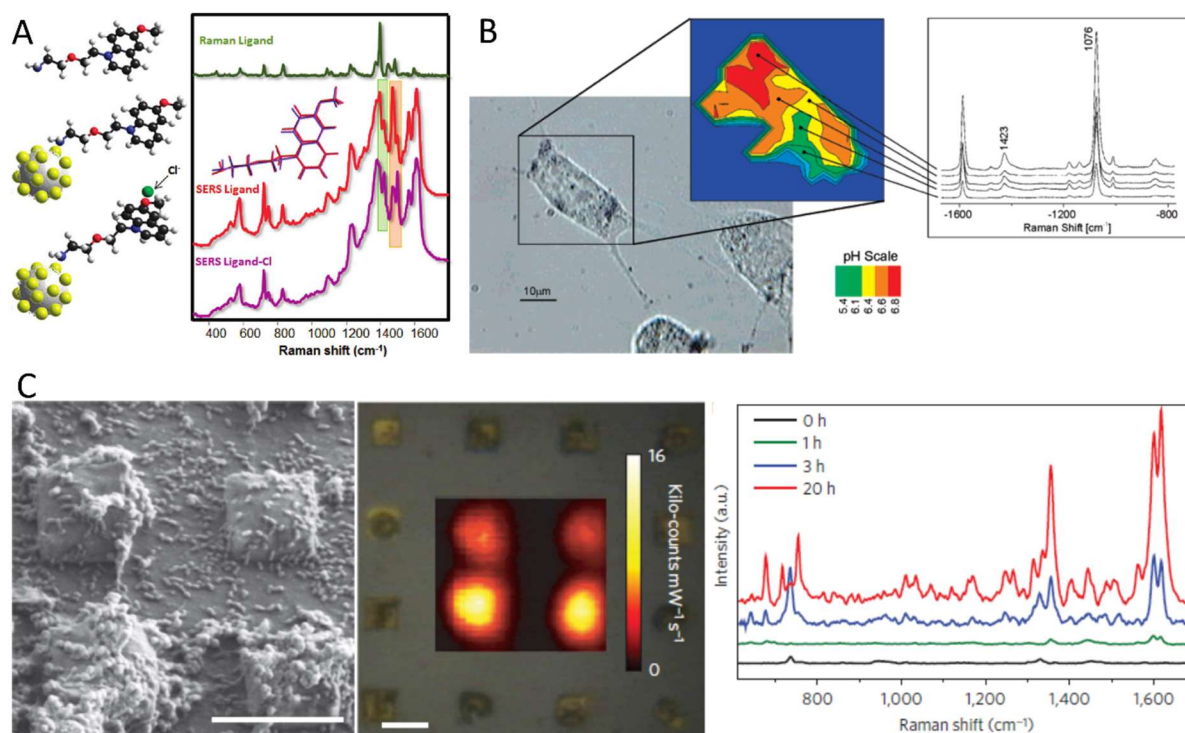 A
Cl⁻
Raman Ligand
SERS Ligand
SERS Ligand-Cl
400 600 800 1000 1200 1400 1600
Raman shift (cm⁻¹)
B
10μm
pH Scale
5.4 6.1 6.4 6.6 6.8
1076
1423
-1600 -1200 -800
Raman Shift [cm⁻¹]
C
16
Kilo-counts mW⁻¹ s⁻¹
0
0 h
1 h
3 h
20 h
Intensity (a.u.)
800 1,000 1,200 1,400 1,600
Raman shift (cm⁻¹)